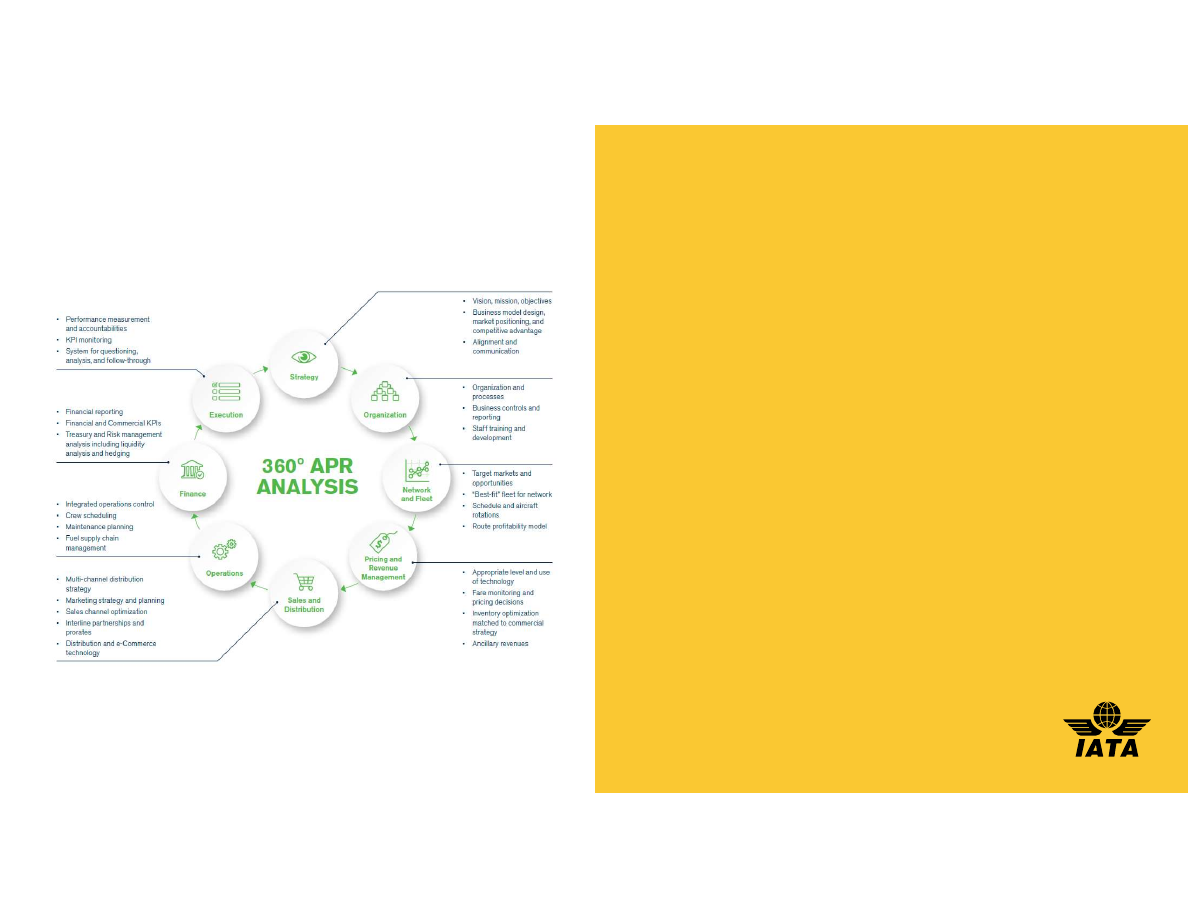 • Vision, mission, objectives
• Business model design,
market positioning, and
competitive advantage
• Alignment and
communication
• Performance measurement
and accountabilities
• KPI monitoring
• System for questioning,
analysis, and follow-through
Strategy
Execution
Organization
• Organization and
processes
• Business controls and
reporting
• Staff training and
development
• Financial reporting
• Financial and Commercial KPIs
• Treasury and Risk management
analysis including liquidity
analysis and hedging
360° APR
ANALYSIS
Finance
Network
and Fleet
• Target markets and
opportunities
• "Best-fit" fleet for network
• Schedule and aircraft
rotations
• Route profitability model
• Integrated operations control
• Crew scheduling
• Maintenance planning
• Fuel supply chain
management
Operations
Pricing and
Revenue
Management
• Appropriate level and use
of technology
• Fare monitoring and
pricing decisions
• Inventory optimization
matched to commercial
strategy
• Ancillary revenues
• Multi-channel distribution
strategy
• Marketing strategy and planning
• Sales channel optimization
• Interline partnerships and
prorates
• Distribution and e-Commerce
technology
Sales and
Distribution
IATA